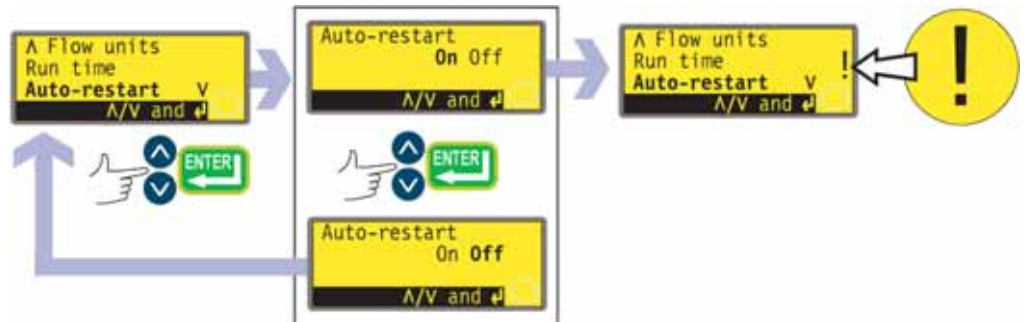 Λ Flow units
Run time
Auto-restart V
Λ/V and ↵
ENTER
Auto-restart
On Off
Λ/V and ↵
ENTER
Auto-restart
On Off
Λ/V and ↵
Λ Flow units
Run time !
Auto-restart V
Λ/V and ↵
!